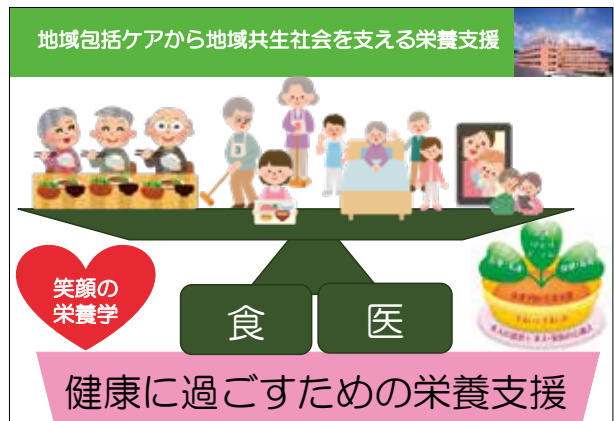 地域包括ケアから地域共生社会を支える栄養支援
笑顔の
栄養学
食
医
健康に過ごすための栄養支援